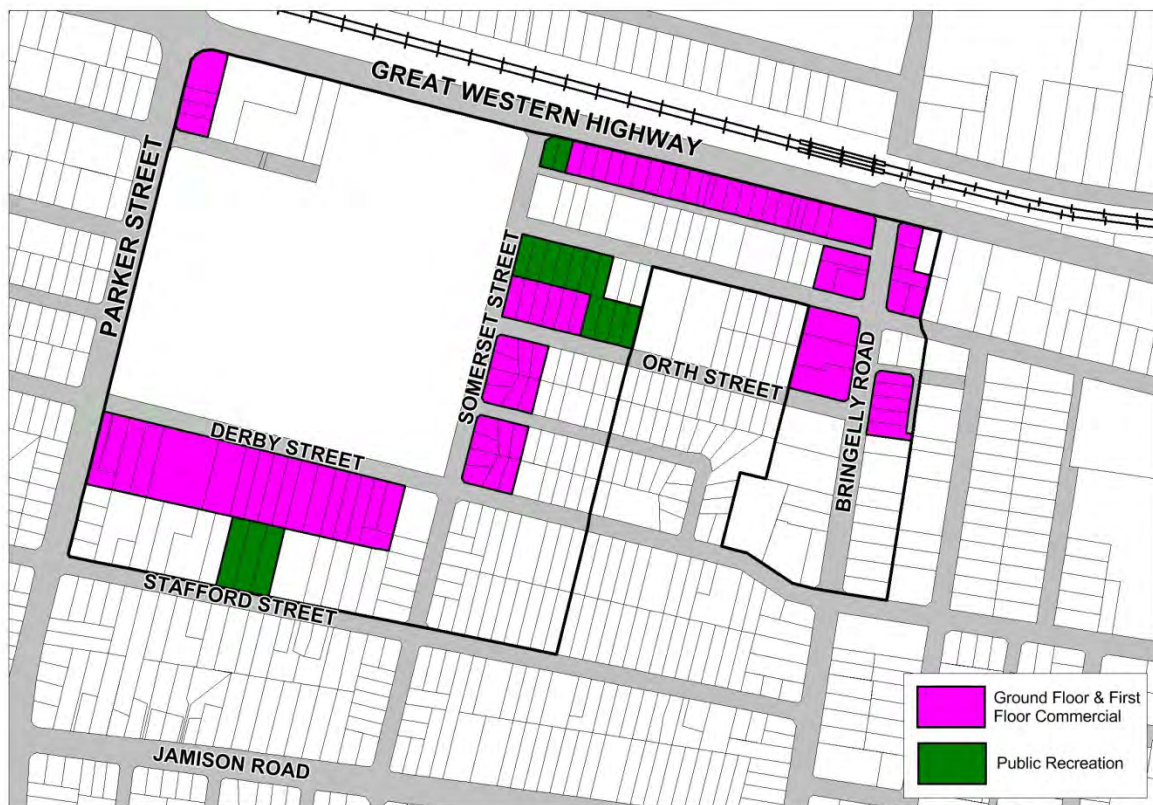 GREAT WESTERN HIGHWAY
PARKER STREET
SOMERSET STREET
ORTH STREET
BRINGELLY ROAD
DERBY STREET
STAFFORD STREET
JAMISON ROAD
Ground Floor & First
Floor Commercial
Public Recreation